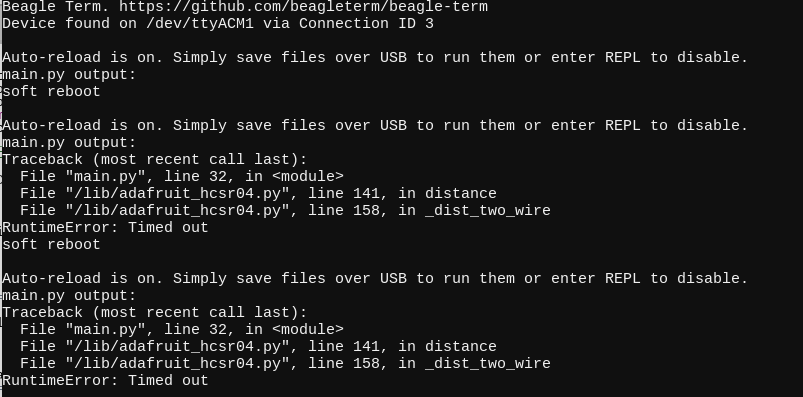 Beagle Term. https://github.com/beagleterm/beagle-term
Device found on /dev/ttyACM1 via Connection ID 3
Auto-reload is on. Simply save files over USB to run them or enter REPL to disable.
main.py output:
soft reboot
Auto-reload is on. Simply save files over USB to run them or enter REPL to disable.
main.py output:
Traceback (most recent call last):
  File "main.py", line 32, in <module>
  File "/lib/adafruit_hcsr04.py", line 141, in distance
  File "/lib/adafruit_hcsr04.py", line 158, in _dist_two_wire
RuntimeError: Timed out
soft reboot
Auto-reload is on. Simply save files over USB to run them or enter REPL to disable.
main.py output:
Traceback (most recent call last):
  File "main.py", line 32, in <module>
  File "/lib/adafruit_hcsr04.py", line 141, in distance
  File "/lib/adafruit_hcsr04.py", line 158, in _dist_two_wire
RuntimeError: Timed out